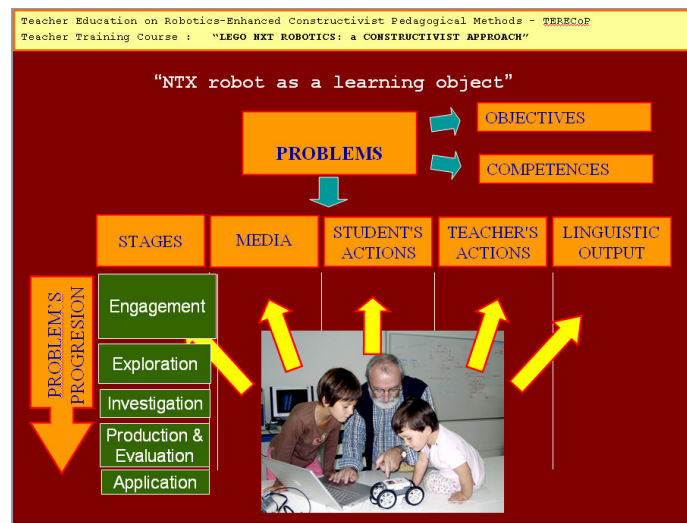 Teacher Education on Robotics-Enhanced Constructivist Pedagogical Methods - TERECoP
Teacher Training Course : "LEGO NXT ROBOTICS: a CONSTRUCTIVIST APPROACH"
"NTX robot as a learning object"
PROBLEMS
OBJECTIVES
COMPETENCES
STAGES
MEDIA
STUDENT'S
ACTIONS
TEACHER'S
ACTIONS
LINGUISTIC
OUTPUT
PROBLEM'S
PROGRESION
Engagement
Exploration
Investigation
Production &
Evaluation
Application